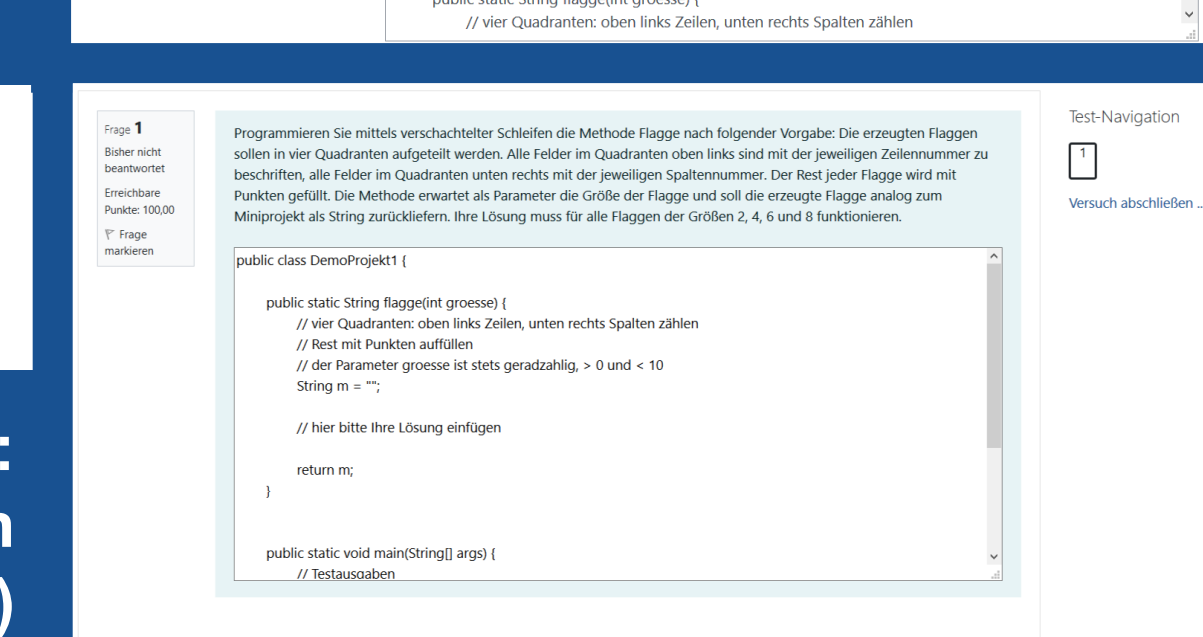 public static String flagge(int groesse) {
// vier Quadranten: oben links Zeilen, unten rechts Spalten zählen
Frage 1
Bisher nicht
beantwortet
Erreichbare
Punkte: 100,00
Frage
markieren
Programmieren Sie mittels verschachtelter Schleifen die Methode Flagge nach folgender Vorgabe: Die erzeugten Flaggen
sollen in vier Quadranten aufgeteilt werden. Alle Felder im Quadranten oben links sind mit der jeweiligen Zeilennummer zu
beschriften, alle Felder im Quadranten unten rechts mit der jeweiligen Spaltennummer. Der Rest jeder Flagge wird mit
Punkten gefüllt. Die Methode erwartet als Parameter die Größe der Flagge und soll die erzeugte Flagge analog zum
Miniprojekt als String zurückliefern. Ihre Lösung muss für alle Flaggen der Größen 2, 4, 6 und 8 funktionieren.
public class DemoProjekt1 {
public static String flagge(int groesse) {
// vier Quadranten: oben links Zeilen, unten rechts Spalten zählen
// Rest mit Punkten auffüllen
// der Parameter groesse ist stets geradzahlig, > 0 und < 10
String m = "";
// hier bitte Ihre Lösung einfügen
return m;
}
public static void main(String[] args) {
// Testausgaben
Test-Navigation
1
Versuch abschließen ..
:
n
)